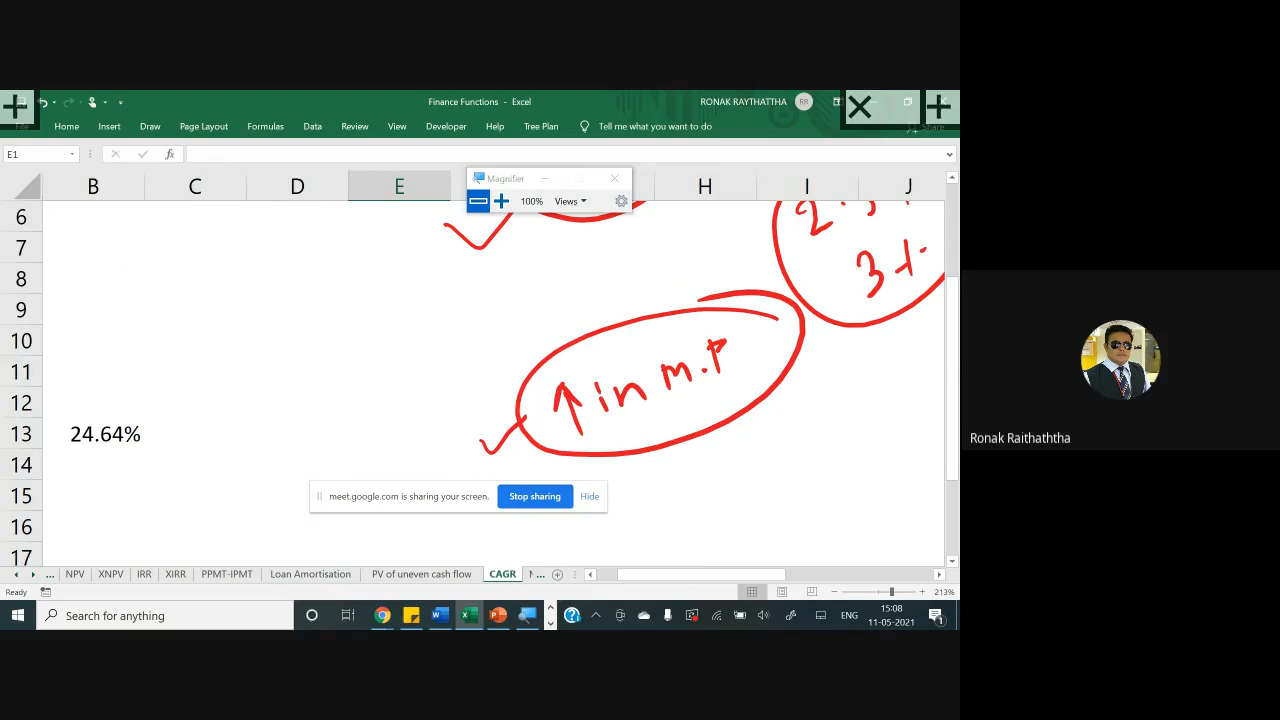 Finance Functions - Excel
RONAK RAYTHATTHA RR
Home Insert Draw Page Layout Formulas Data Review View Developer Help Tree Plan Tell me what you want to do Share
E1 fx
Magnifier
100% Views
B C D E H I J
6
7
8
9
10
11
12
13
14
15
16
17
3 %
↑ in m.P
24.64%
meet.google.com is sharing your screen. Stop sharing Hide
... NPV XNPV IRR XIRR PPMT-IPMT Loan Amortisation PV of uneven cash flow CAGR ...
Ready 213%
Search for anything
ENG
15:08
11-05-2021
Ronak Raithaththa